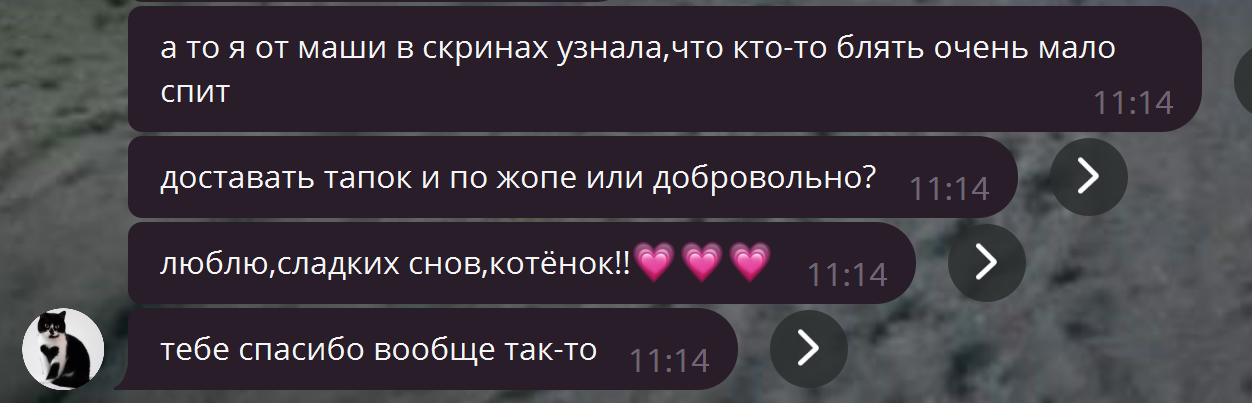 а то я от маши в скринах узнала,что кто-то блять очень мало
спит
11:14
доставать тапок и по жопе или добровольно? 11:14
люблю,сладких снов,котёнок!!💗💗💗 11:14
тебе спасибо вообще так-то 11:14